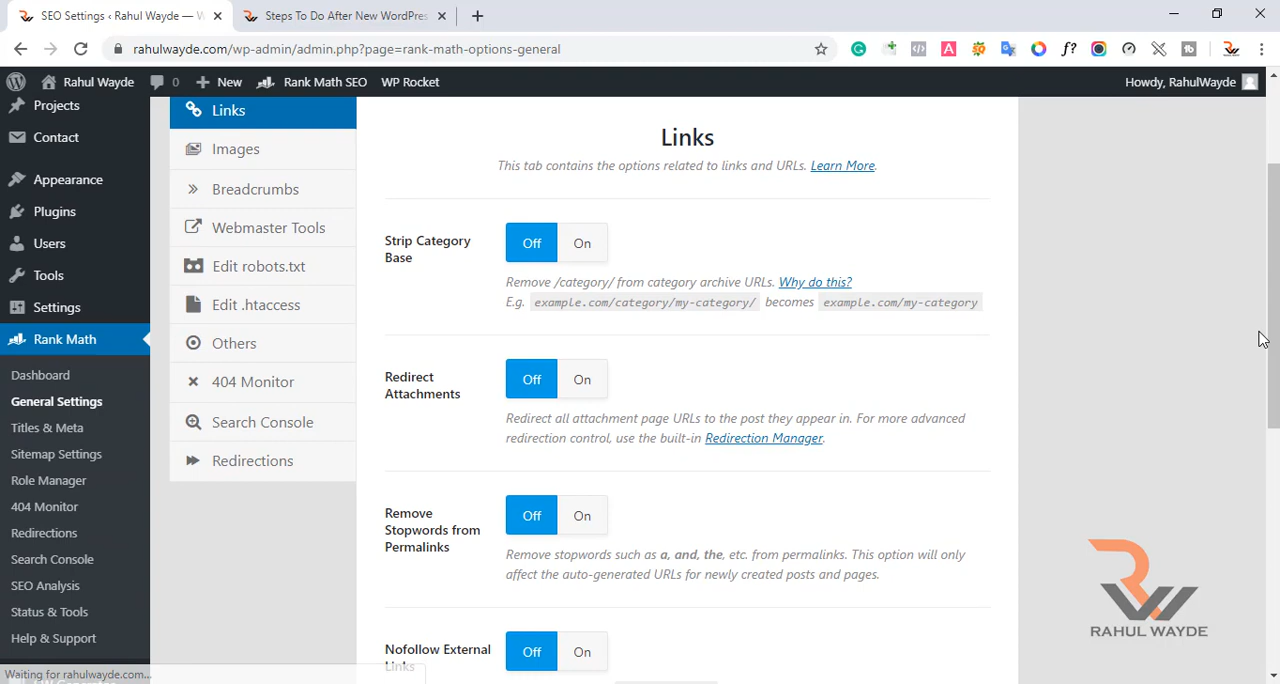 SEO Settings ‹ Rahul Wayde — W
Steps To Do After New WordPres
rahulwayde.com/wp-admin/admin.php?page=rank-math-options-general
Rahul Wayde
0
New
Rank Math SEO
WP Rocket
Howdy, RahulWayde
Projects
Contact
Appearance
Plugins
Users
Tools
Settings
Rank Math
Dashboard
General Settings
Titles & Meta
Sitemap Settings
Role Manager
404 Monitor
Redirections
Search Console
SEO Analysis
Status & Tools
Help & Support
Waiting for rahulwayde.com...
Links
Images
Breadcrumbs
Webmaster Tools
Edit robots.txt
Edit .htaccess
Others
404 Monitor
Search Console
Redirections
Links
This tab contains the options related to links and URLs. Learn More.
Strip Category
Base
Off On
Remove /category/ from category archive URLs. Why do this?
E.g. example.com/category/my-category/ becomes example.com/my-category
Redirect
Attachments
Off On
Redirect all attachment page URLs to the post they appear in. For more advanced
redirection control, use the built-in Redirection Manager.
Remove
Stopwords from
Permalinks
Off On
Remove stopwords such as a, and, the, etc. from permalinks. This option will only
affect the auto-generated URLs for newly created posts and pages.
Nofollow External
Links
Off On
RAHUL WAYDE